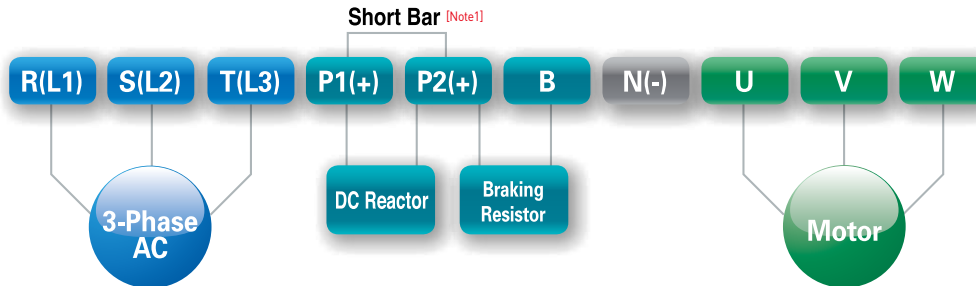 Short Bar [Note1]
R(L1) S(L2) T(L3) P1(+) P2(+) B N(-) U V W
DC Reactor
Braking
Resistor
3-Phase
AC
Motor